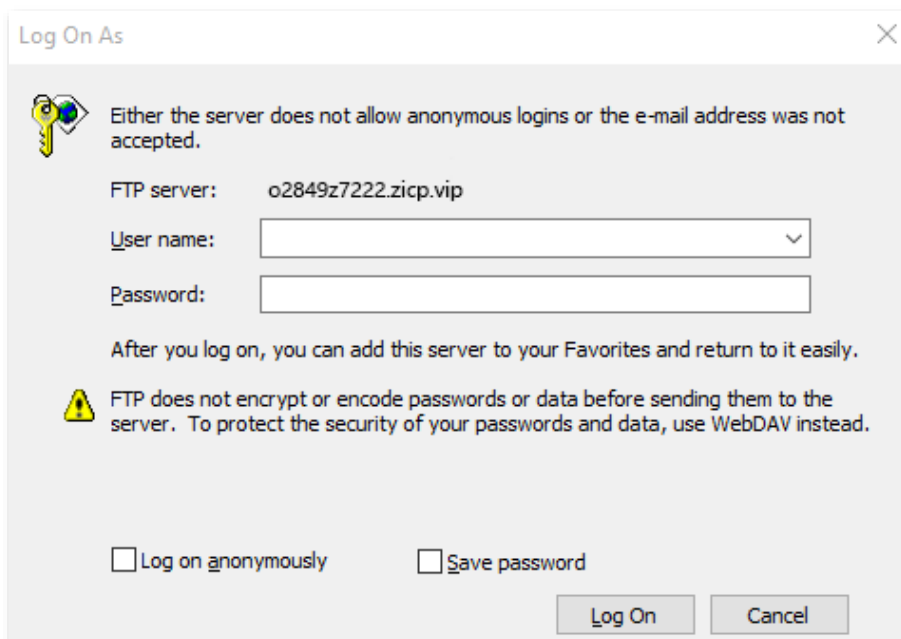 Log On As
Either the server does not allow anonymous logins or the e-mail address was not
accepted.
FTP server: o2849z7222.zicp.vip
User name:
Password:
After you log on, you can add this server to your Favorites and return to it easily.
FTP does not encrypt or encode passwords or data before sending them to the
server. To protect the security of your passwords and data, use WebDAV instead.
Log on anonymously Save password
Log On Cancel